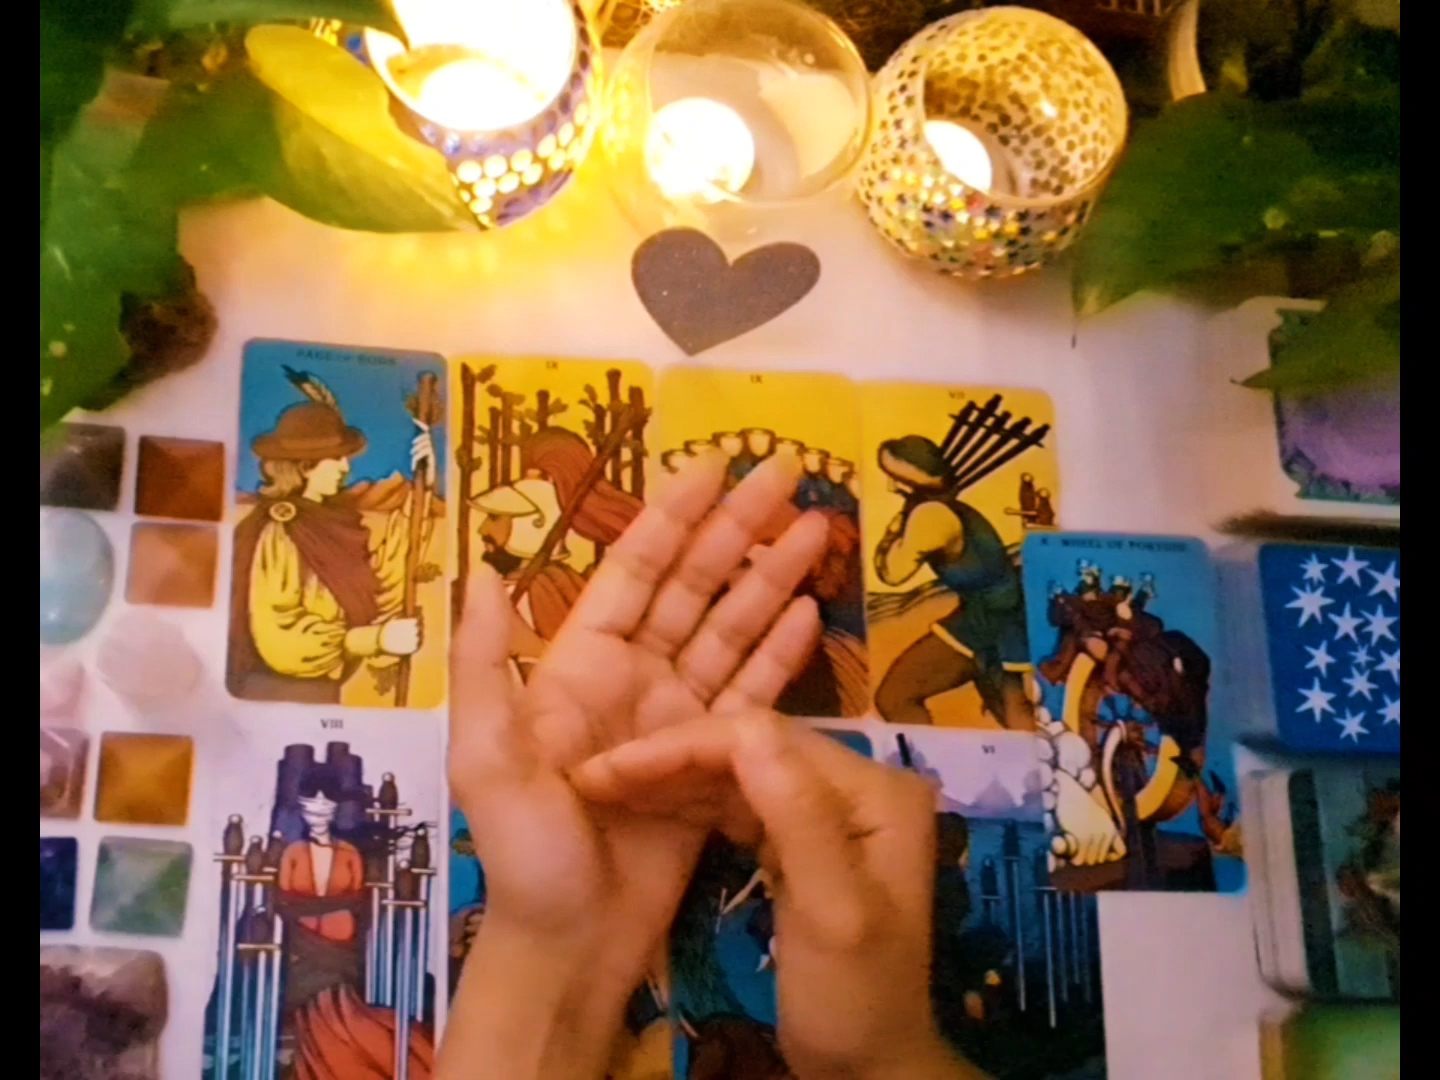 PAGE OF RODS
IX
IX
VII
X. WHEEL OF FORTUNE
VIII
VI